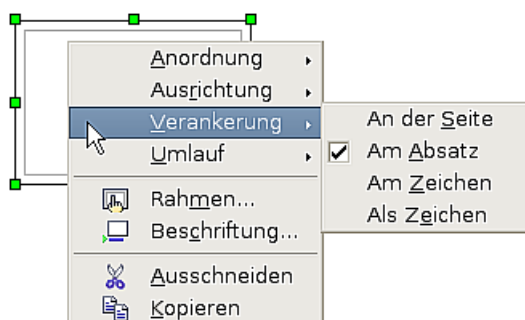 Anordnung
Ausrichtung
Verankerung
Umlauf
Rahmen...
Beschriftung...
Ausschneiden
Kopieren
An der Seite
Am Absatz
Am Zeichen
Als Zeichen